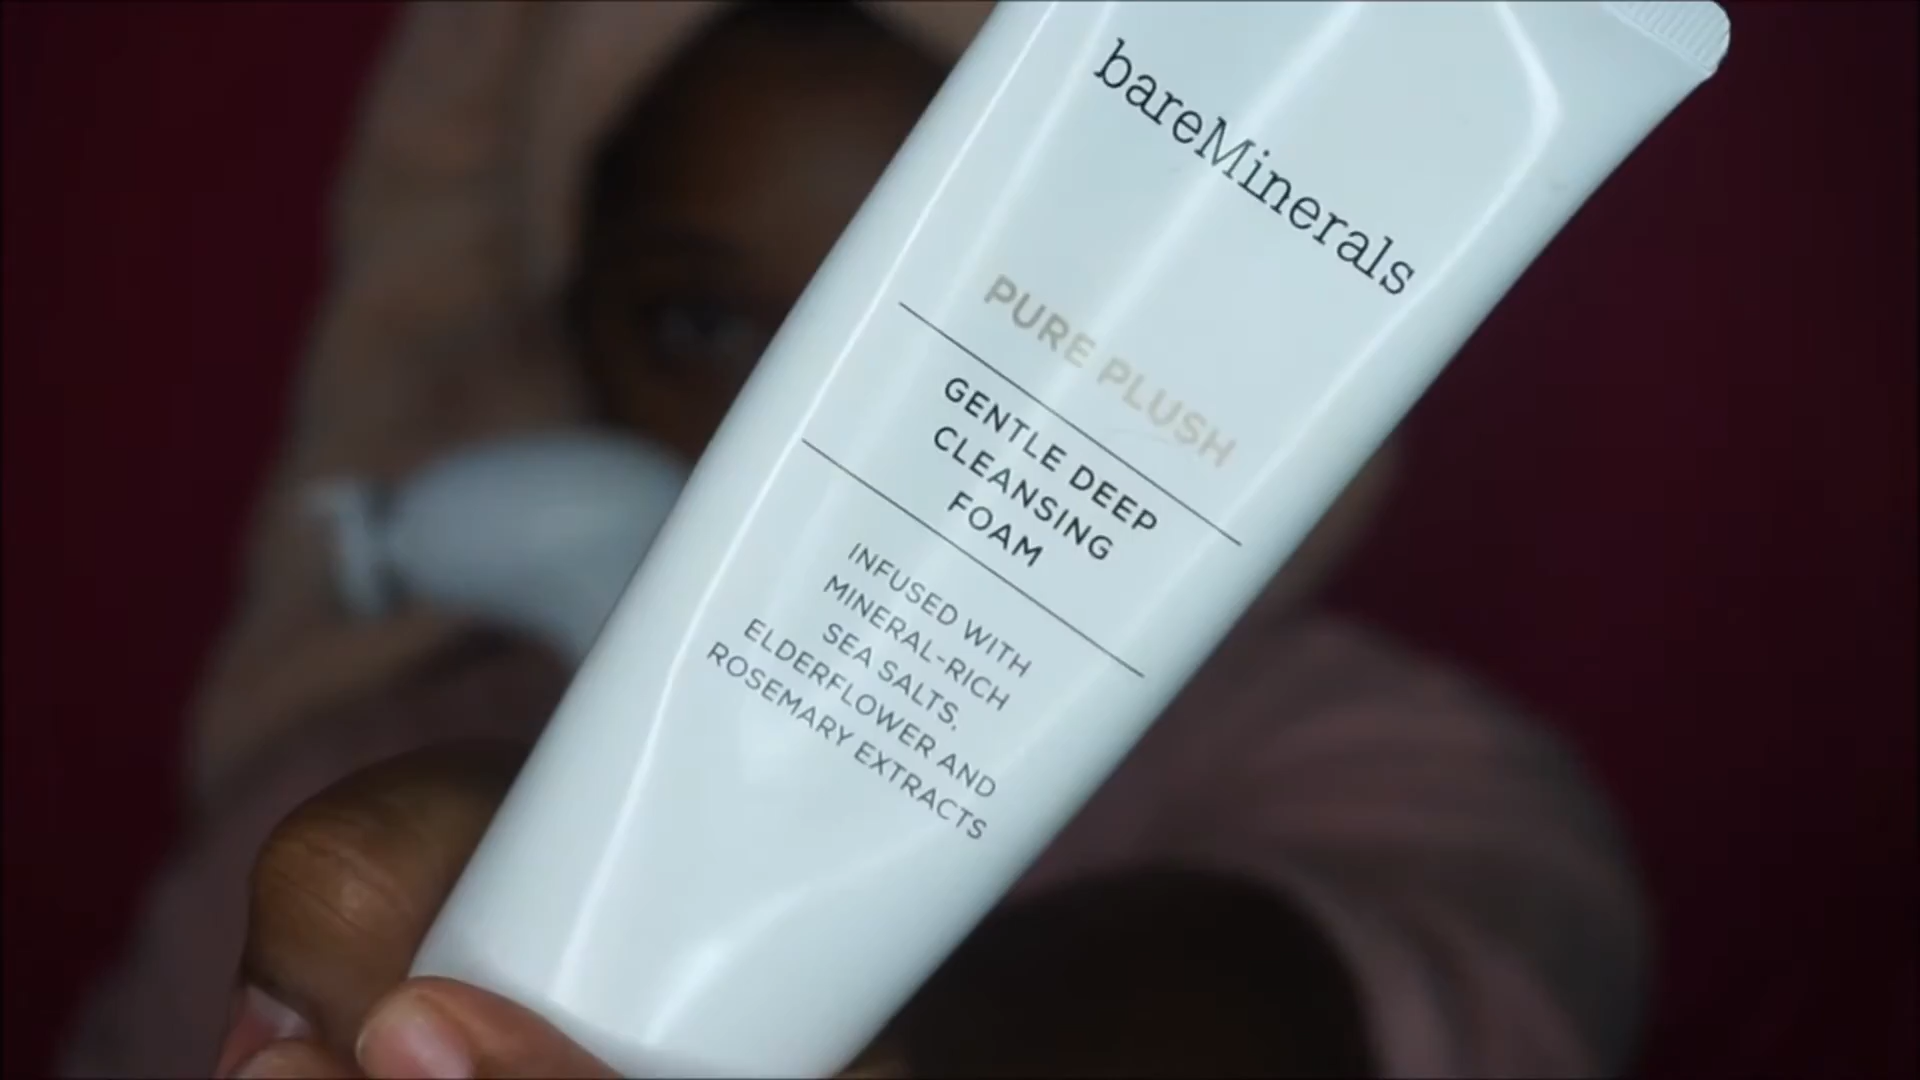 bareMinerals
PURE PLUSH
GENTLE DEEP
CLEANSING
FOAM
INFUSED WITH
MINERAL-RICH
SEA SALTS,
ELDERFLOWER AND
ROSEMARY EXTRACTS